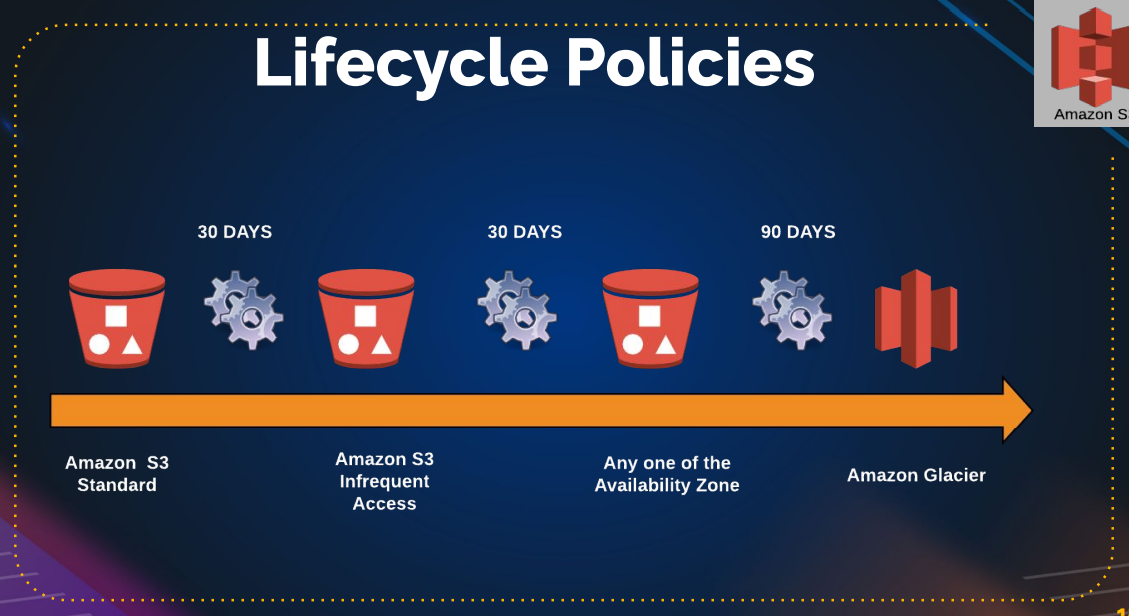 Lifecycle Policies
Amazon S
30 DAYS
30 DAYS
90 DAYS
Amazon S3
Standard
Amazon S3
Infrequent
Access
Any one of the
Availability Zone
Amazon Glacier